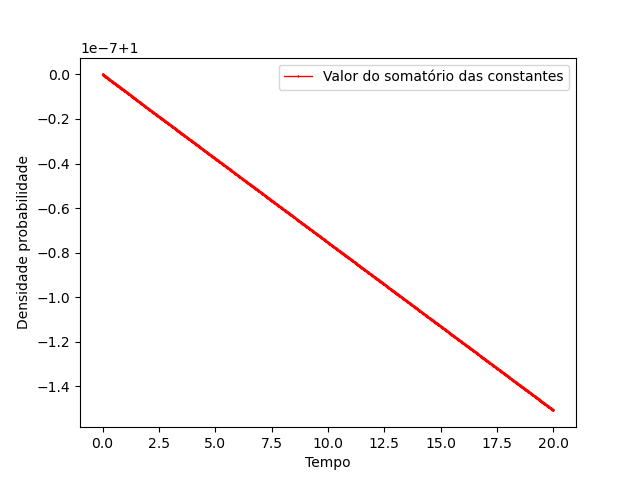 1e−7+1
Valor do somatório das constantes
0.0
−0.2
−0.4
−0.6
−0.8
−1.0
−1.2
−1.4
Densidade probabilidade
0.0 2.5 5.0 7.5 10.0 12.5 15.0 17.5 20.0
Tempo